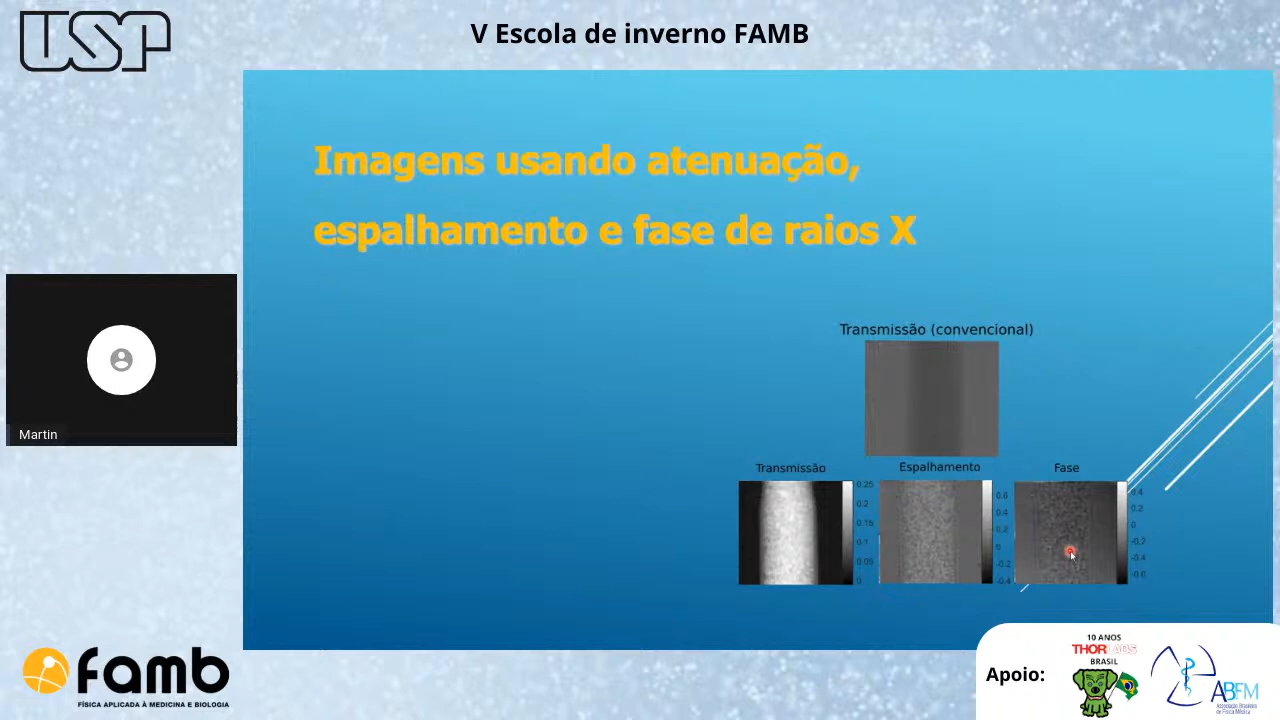 USP
V Escola de inverno FAMB
Imagens usando atenuação,
espalhamento e fase de raios X
Transmissão (convencional)
Transmissão
Espalhamento
Fase
0.25
0.2
0.15
0.1
0.05
0
0.6
0.4
0.2
0
-0.2
-0.4
0.4
0.2
0
-0.2
-0.4
Martin
famb
FÍSICA APLICADA À MEDICINA E BIOLOGIA
Apoio:
10 ANOS
THORLABS
BRASIL
ABFM
Associação Brasileira
de Física Médica